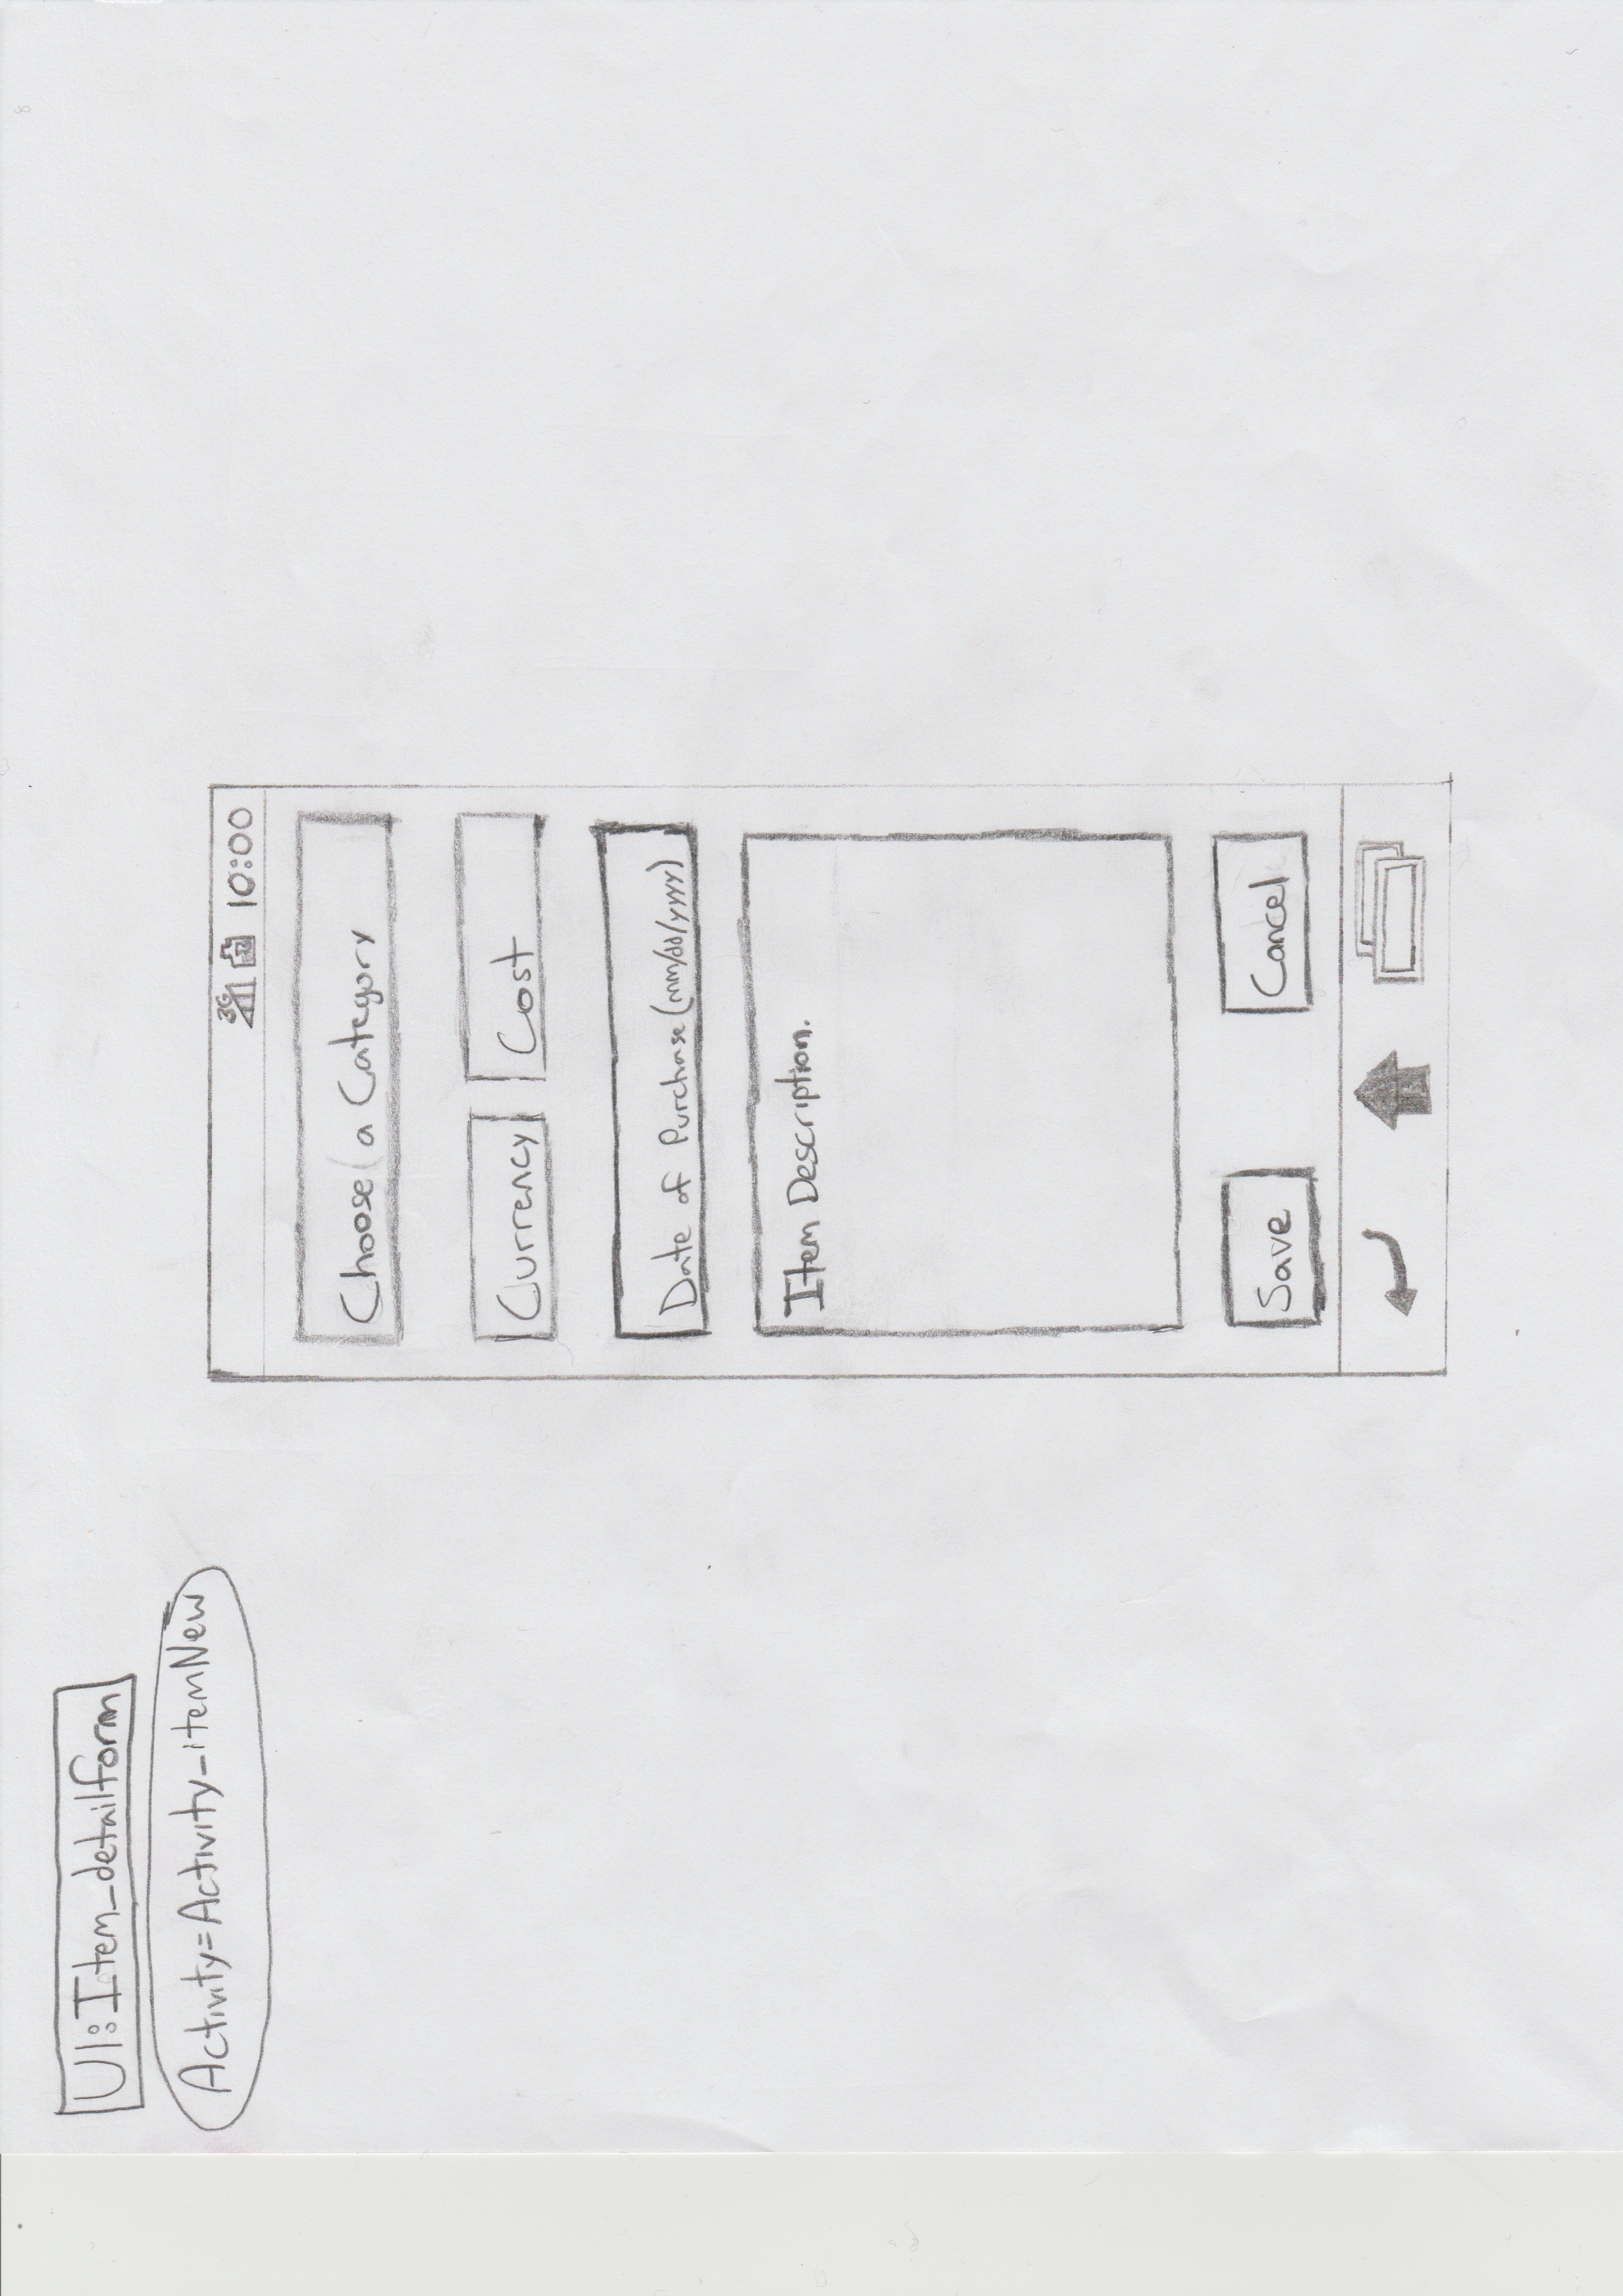 UI: Item_detailform
Activity=Activity_itemNew
3G 10:00
Choose a Category
Currency Cost
Date of Purchase (mm/dd/yyyy)
Item Description.
Save Cancel